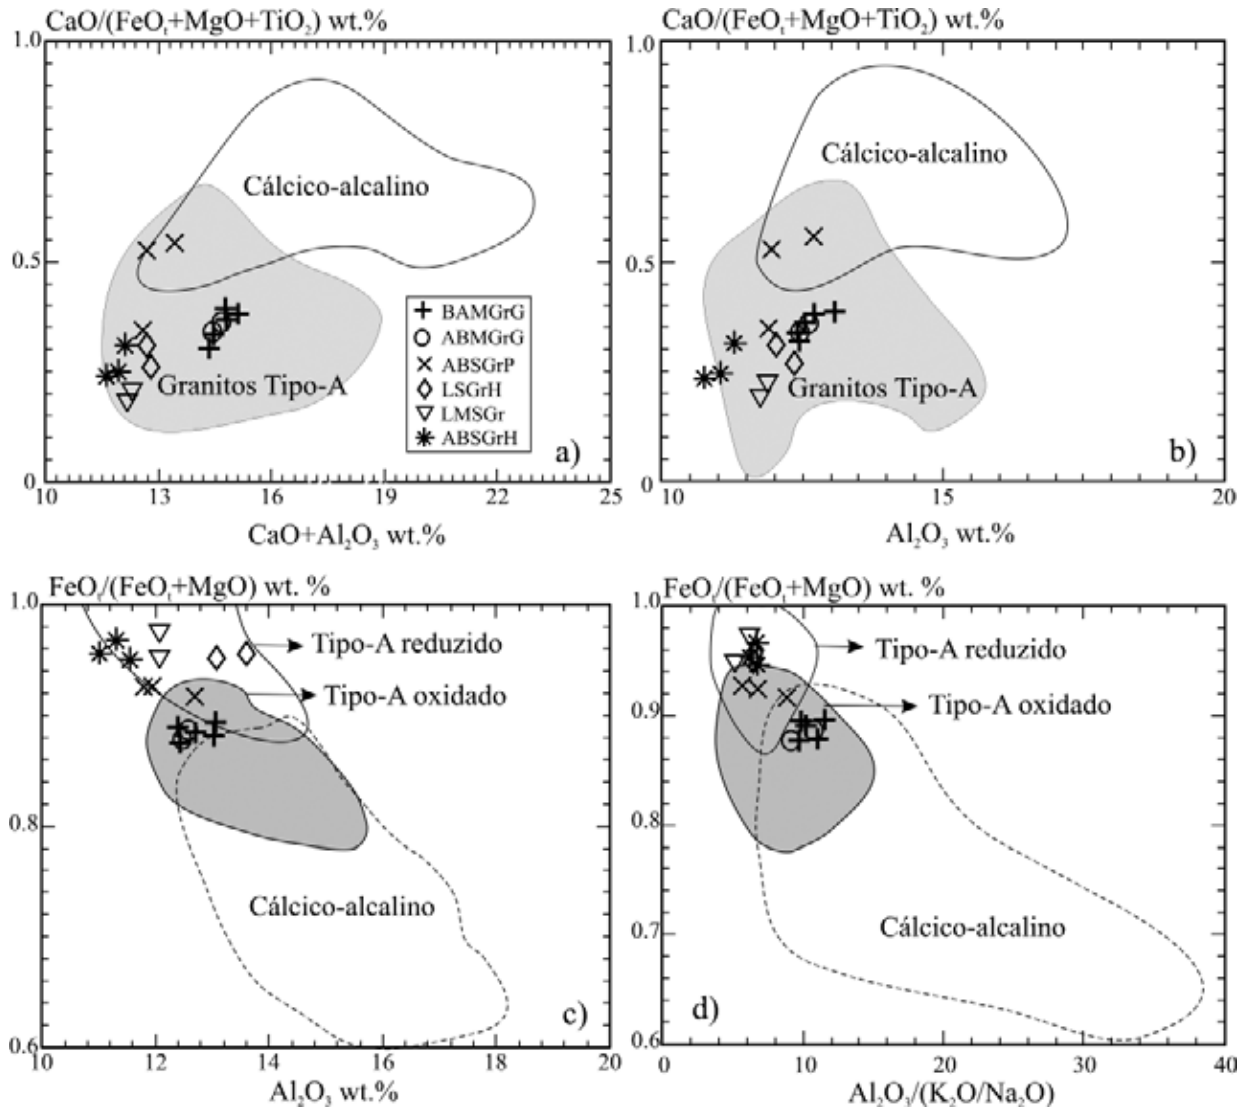 CaO/(FeOₜ+MgO+TiO₂) wt.%
1.0
0.5
0
Cálcico-alcalino
Granitos Tipo-A
BAMGrG
ABMGrG
ABSGrP
LSGrH
LMSGr
ABSGrH
a)
10 13 16 19 22 25
CaO+Al₂O₃ wt.%
CaO/(FeOₜ+MgO+TiO₂) wt.%
1.0
0.5
0
Cálcico-alcalino
Granitos Tipo-A
b)
10 15 20
Al₂O₃ wt.%
FeOₜ/(FeOₜ+MgO) wt. %
1.0
0.8
0.6
Tipo-A reduzido
Tipo-A oxidado
Cálcico-alcalino
c)
10 12 14 16 18 20
Al₂O₃ wt.%
FeOₜ/(FeOₜ+MgO) wt. %
1.0
0.9
0.8
0.7
0.6
Tipo-A reduzido
Tipo-A oxidado
Cálcico-alcalino
d)
0 10 20 30 40
Al₂O₃/(K₂O/Na₂O)